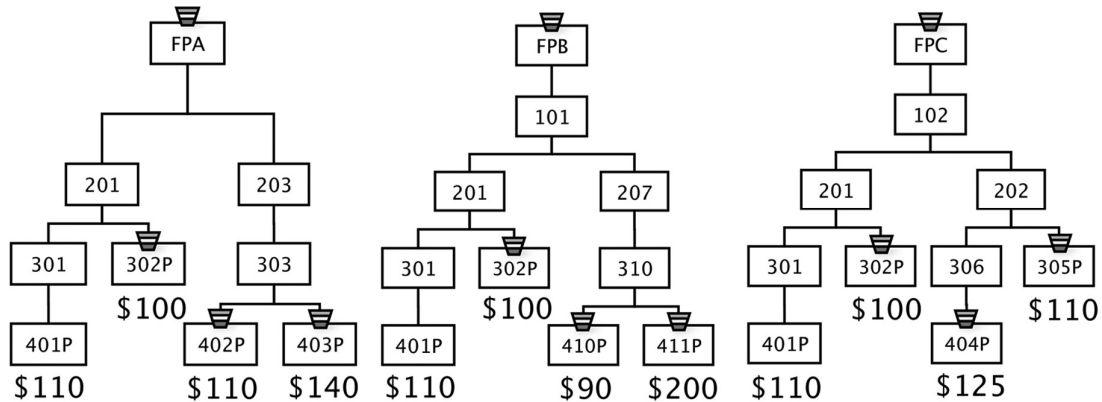 FPA FPB FPC
101 102
201 203 201 207 201 202
301 302P 303 301 302P 310 301 302P 306 305P
$100 $100 $100 $110
401P 402P 403P 401P 410P 411P 401P 404P
$110 $110 $140 $110 $90 $200 $110 $125